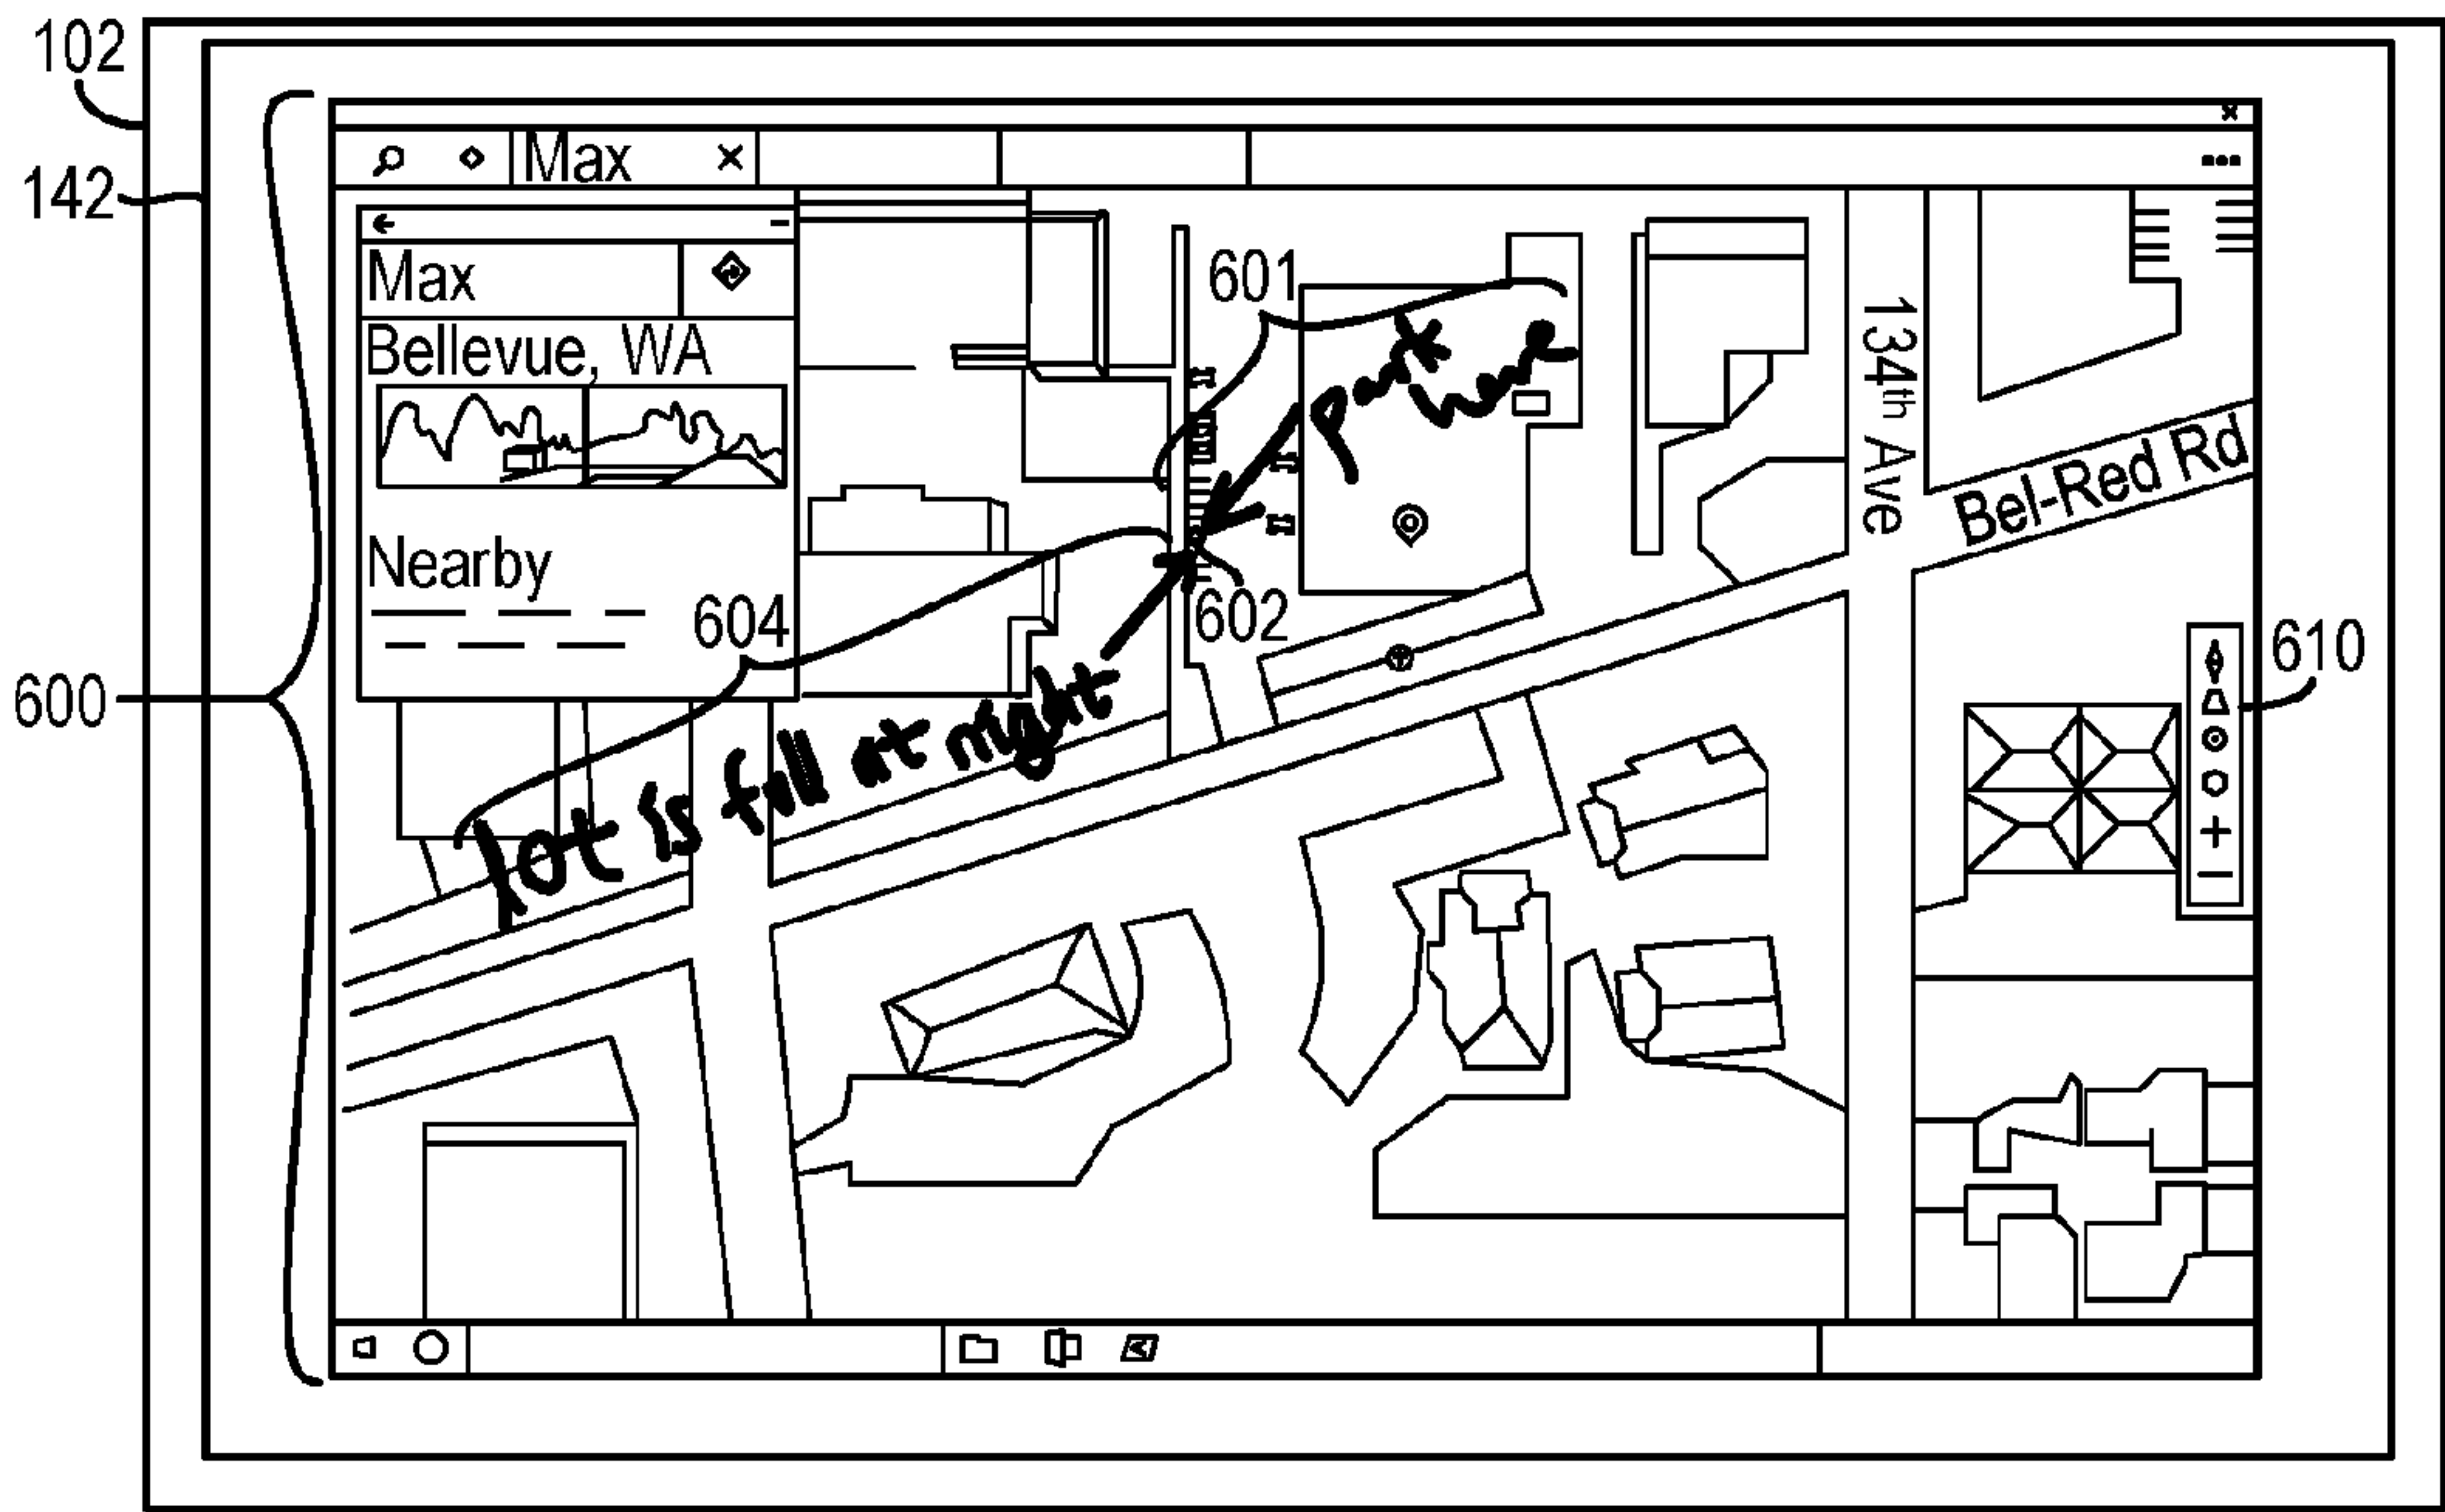 102
142
600
Max
Max
Bellevue, WA
Nearby
604
601
602
park
here
lot is full at night
134th Ave
Bel-Red Rd
610